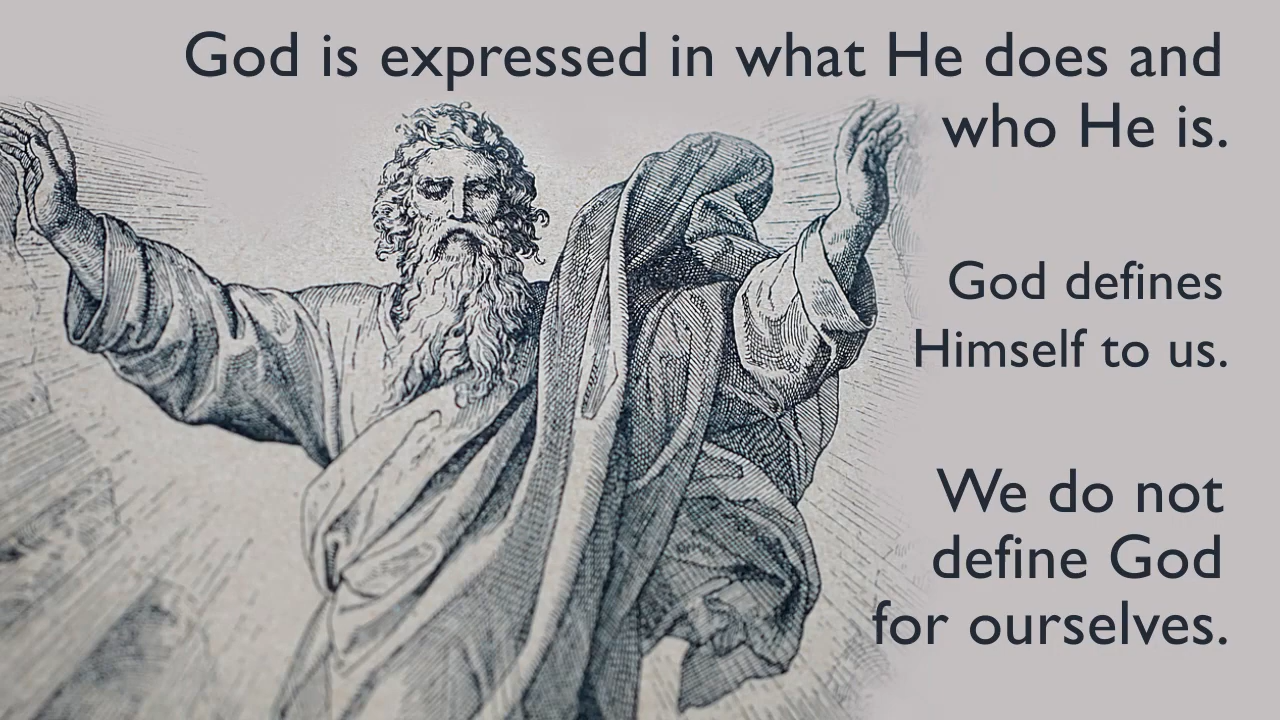 God is expressed in what He does and
who He is.
God defines
Himself to us.
We do not
define God
for ourselves.